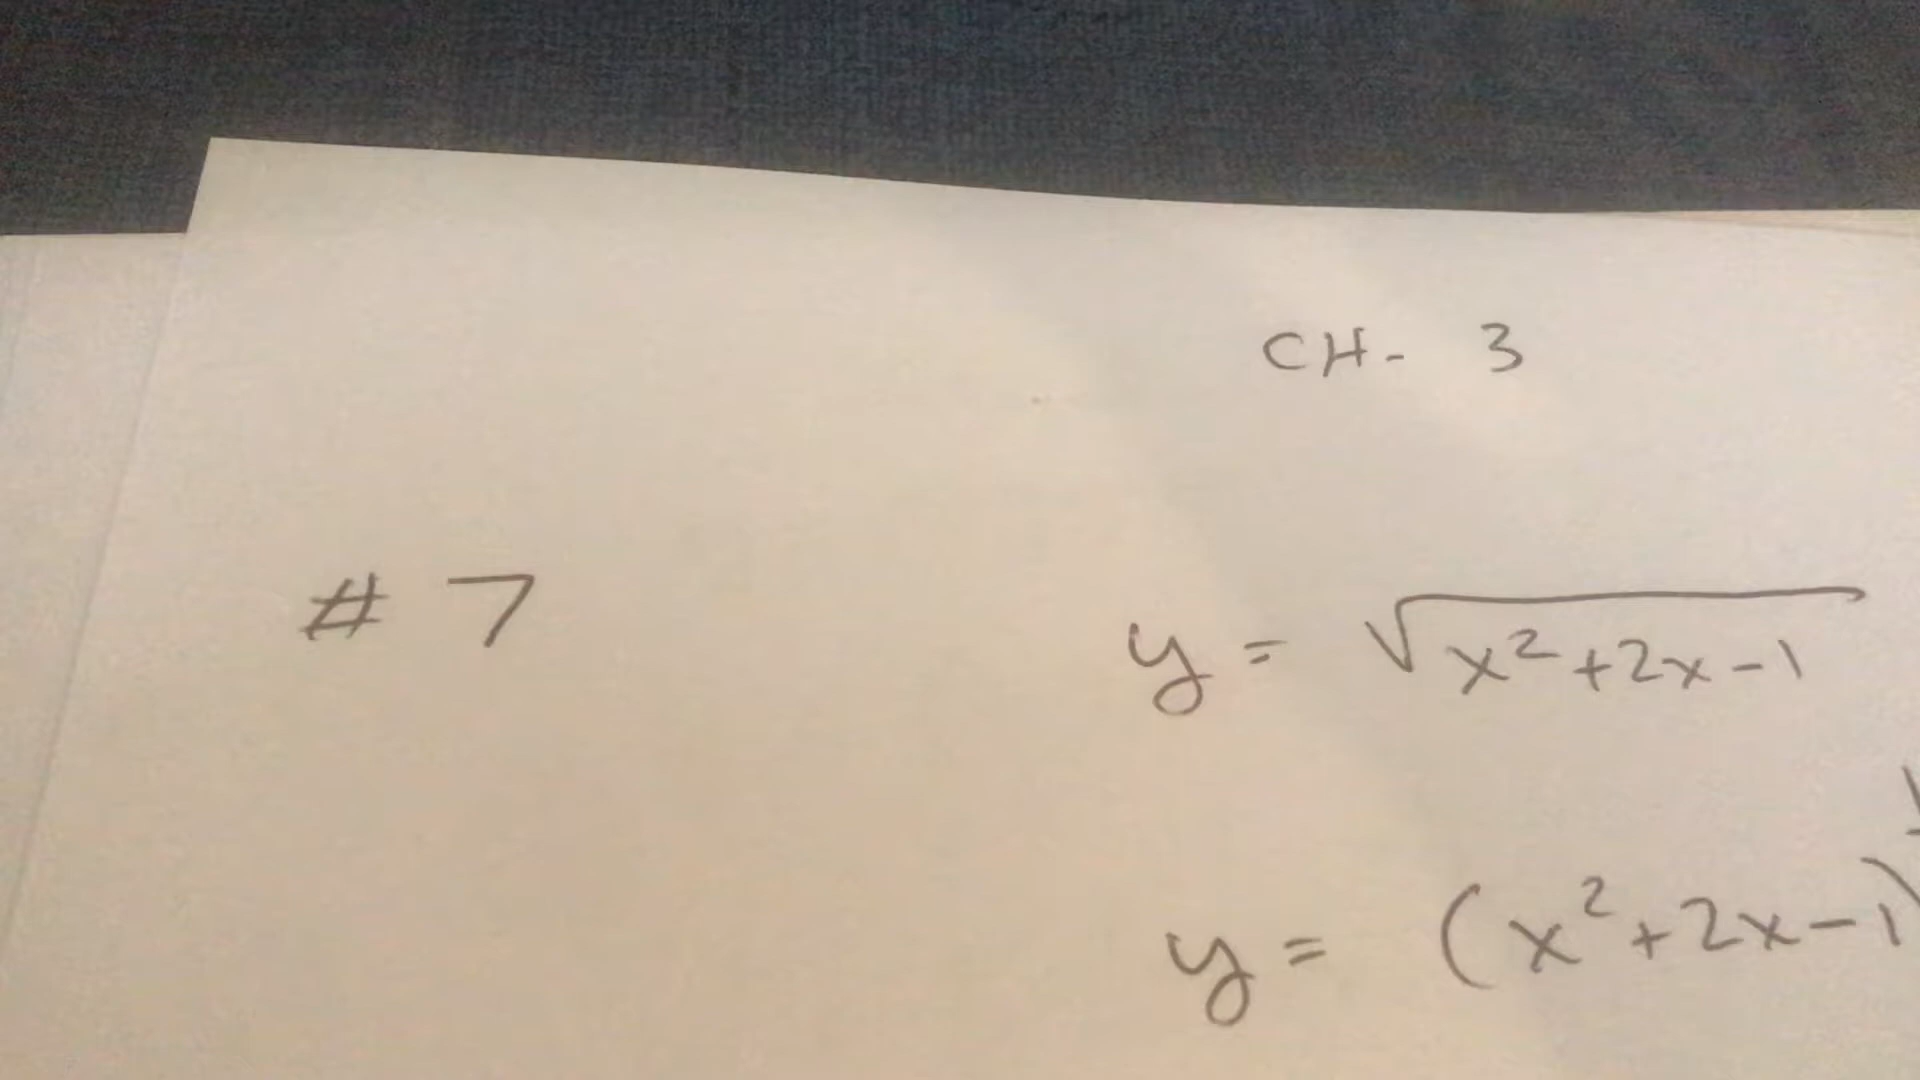 CH- 3
# 7 y = √x²+2x-1
y = (x²+2x-1)